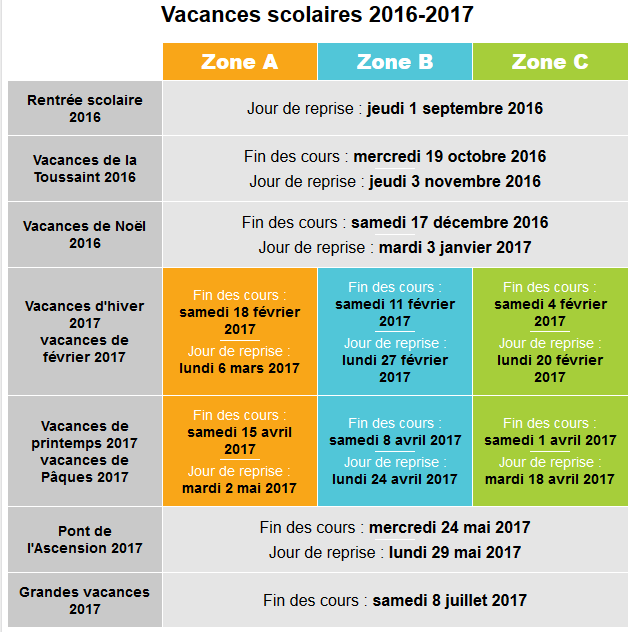 Vacances scolaires 2016-2017
Zone A Zone B Zone C
Rentrée scolaire
2016
Jour de reprise : jeudi 1 septembre 2016
Vacances de la
Toussaint 2016
Fin des cours : mercredi 19 octobre 2016
Jour de reprise : jeudi 3 novembre 2016
Vacances de Noël
2016
Fin des cours : samedi 17 décembre 2016
Jour de reprise : mardi 3 janvier 2017
Vacances d'hiver
2017
vacances de
février 2017
Fin des cours :
samedi 18 février
2017
Jour de reprise :
lundi 6 mars 2017
Fin des cours :
samedi 11 février
2017
Jour de reprise :
lundi 27 février
2017
Fin des cours :
samedi 4 février
2017
Jour de reprise :
lundi 20 février
2017
Vacances de
printemps 2017
vacances de
Pâques 2017
Fin des cours :
samedi 15 avril
2017
Jour de reprise :
mardi 2 mai 2017
Fin des cours :
samedi 8 avril 2017
Jour de reprise :
lundi 24 avril 2017
Fin des cours :
samedi 1 avril 2017
Jour de reprise :
mardi 18 avril 2017
Pont de
l'Ascension 2017
Fin des cours : mercredi 24 mai 2017
Jour de reprise : lundi 29 mai 2017
Grandes vacances
2017
Fin des cours : samedi 8 juillet 2017